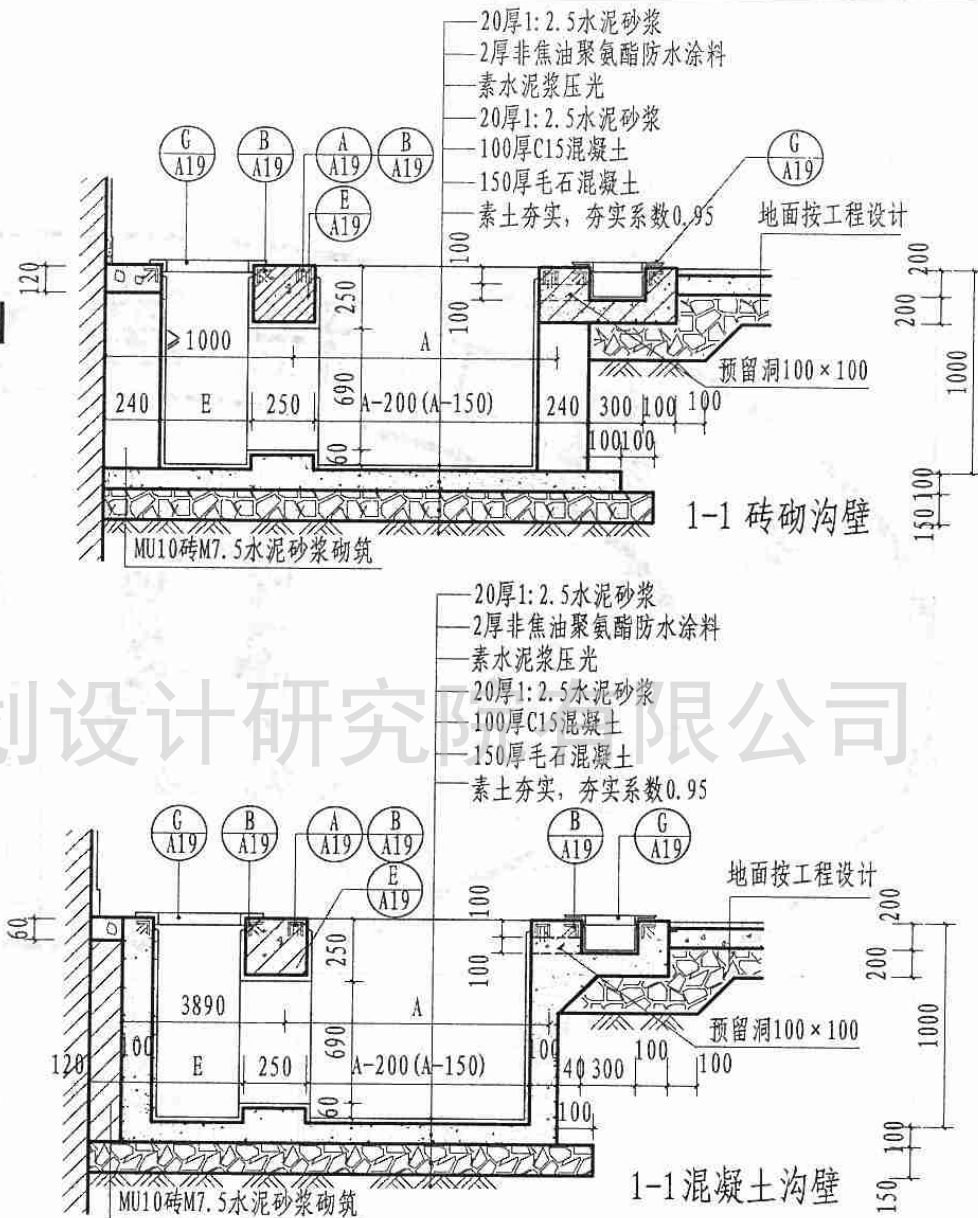 20厚1:2.5水泥砂浆
2厚非焦油聚氨酯防水涂料
素水泥浆压光
20厚1:2.5水泥砂浆
100厚C15混凝土
150厚毛石混凝土
素土夯实，夯实系数0.95
G A19
B A19
A A19
B A19
E A19
G A19
地面按工程设计
120
100
250
100
200
200
1000
1000
A
690
预留洞100×100
240
E
250
A-200(A-150)
240
300
100
100
100
100
60
100
150
1-1 砖砌沟壁
MU10砖M7.5水泥砂浆砌筑
20厚1:2.5水泥砂浆
2厚非焦油聚氨酯防水涂料
素水泥浆压光
20厚1:2.5水泥砂浆
划设计研究院有限公司
100厚C15混凝土
150厚毛石混凝土
素土夯实，夯实系数0.95
G A19
B A19
A A19
B A19
E A19
B A19
G A19
地面按工程设计
60
100
250
100
200
200
1000
3890
A
690
预留洞100×100
120
100
E
250
A-200(A-150)
100
40
300
100
100
60
100
100
150
1-1混凝土沟壁
MU10砖M7.5水泥砂浆砌筑